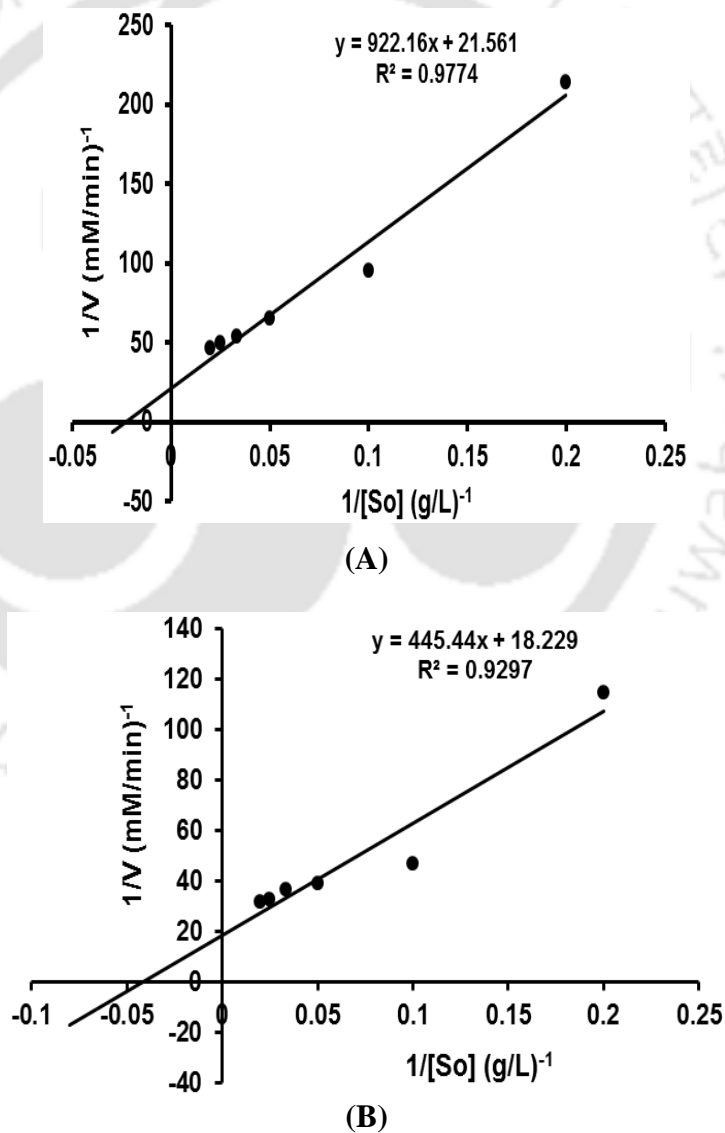 y = 922.16x + 21.561
R² = 0.9774
250
200
150
100
50
0
-50
-0.05 0 0.05 0.1 0.15 0.2 0.25
1/V (mM/min)⁻¹
1/[So] (g/L)⁻¹
(A)
y = 445.44x + 18.229
R² = 0.9297
140
120
100
80
60
40
20
0
-20
-40
-0.1 -0.05 0 0.05 0.1 0.15 0.2 0.25
1/V (mM/min)⁻¹
1/[So] (g/L)⁻¹
(B)